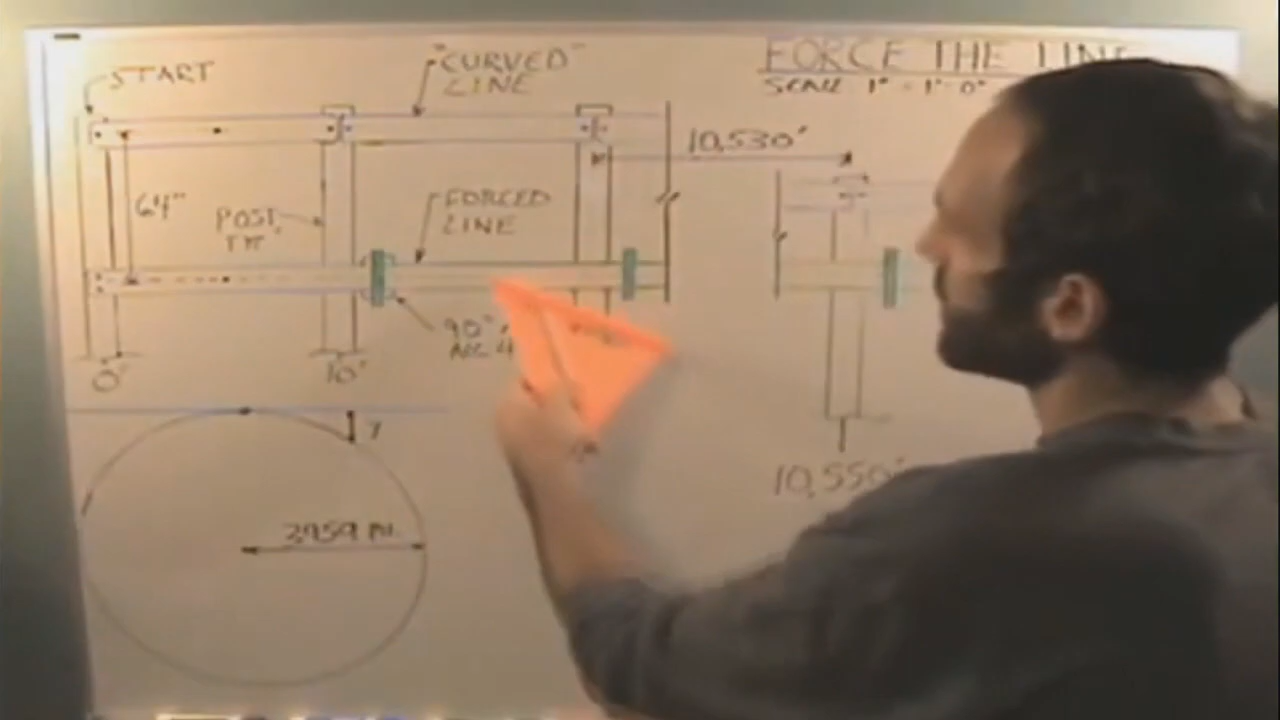 START
"CURVED"
LINE
FORCE THE LINE
SCALE 1" = 1'-0"
10,530'
64"
POST,
FORCED
LINE
90°
0'
10'
10,550'
Y
3959 MI.